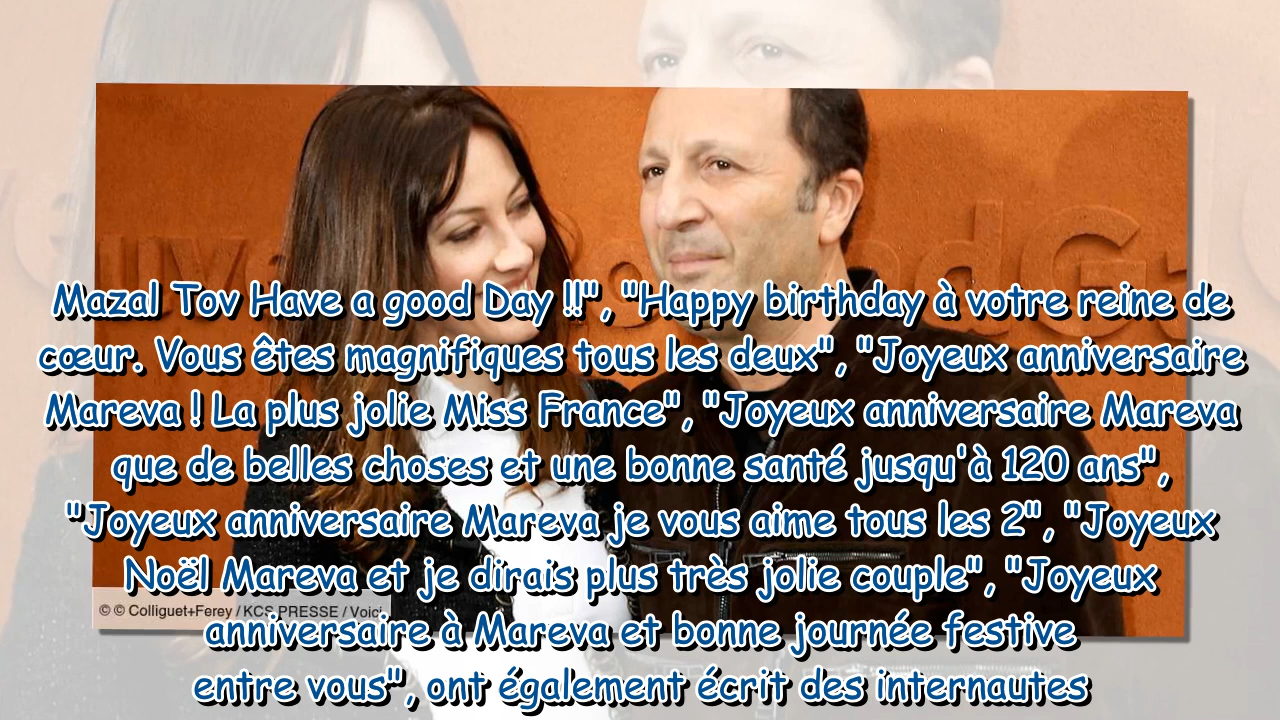 Mazal Tov Have a good Day !!", "Happy birthday à votre reine de
cœur. Vous êtes magnifiques tous les deux", "Joyeux anniversaire
Mareva ! La plus jolie Miss France", "Joyeux anniversaire Mareva
que de belles choses et une bonne santé jusqu'à 120 ans",
"Joyeux anniversaire Mareva je vous aime tous les 2", "Joyeux
Noël Mareva et je dirais plus très jolie couple", "Joyeux
© © Colliguet+Ferey / KCS PRESSE / Voici
anniversaire à Mareva et bonne journée festive
entre vous", ont également écrit des internautes